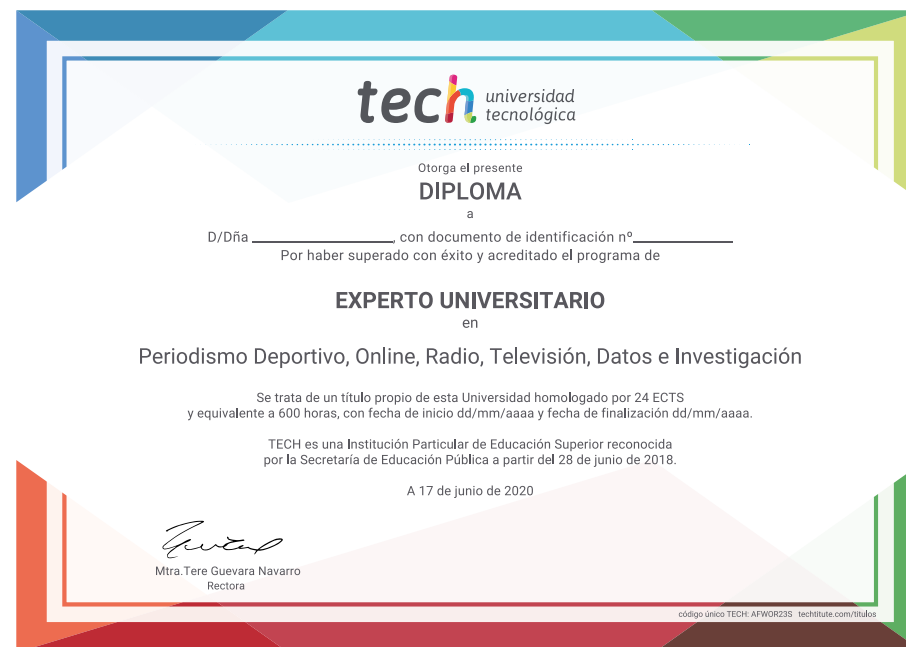 tech universidad
tecnológica
Otorga el presente
DIPLOMA
a
D/Dña ____________________, con documento de identificación nº______________
Por haber superado con éxito y acreditado el programa de
EXPERTO UNIVERSITARIO
en
Periodismo Deportivo, Online, Radio, Televisión, Datos e Investigación
Se trata de un título propio de esta Universidad homologado por 24 ECTS
y equivalente a 600 horas, con fecha de inicio dd/mm/aaaa y fecha de finalización dd/mm/aaaa.
TECH es una Institución Particular de Educación Superior reconocida
por la Secretaría de Educación Pública a partir del 28 de junio de 2018.
A 17 de junio de 2020
Mtra.Tere Guevara Navarro
Rectora
código único TECH: AFWOR23S techtitute.com/titulos